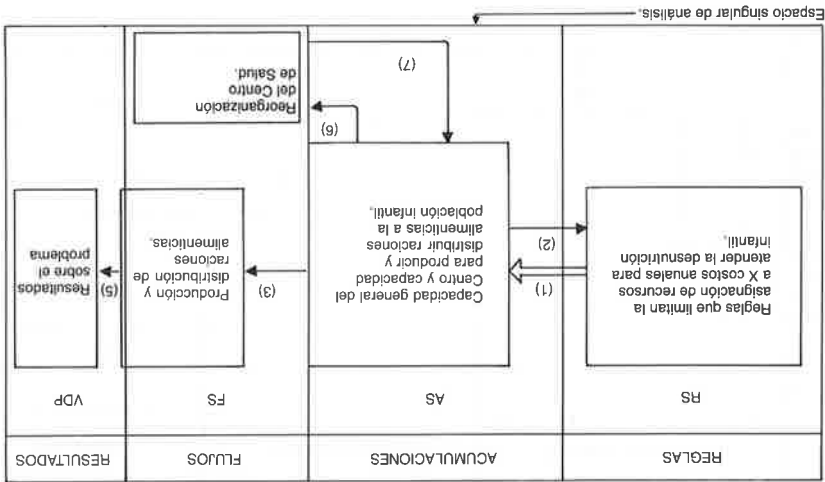 REGLAS
ACUMULACIONES
FLUJOS
RESULTADOS
RS
AS
FS
VDP
Reglas que limitan la
asignación de recursos
a X costos anuales para
atender la desnutrición
infantil.
(1)
(2)
Capacidad general del
Centro y capacidad
para producir y
distribuir raciones
alimenticias a la
población infantil.
(3)
Producción y
distribución de
raciones
alimenticias.
(5)
Resultados
sobre el
problema
(6)
(7)
Reorganización
del Centro
de Salud.
Espacio singular de análisis.